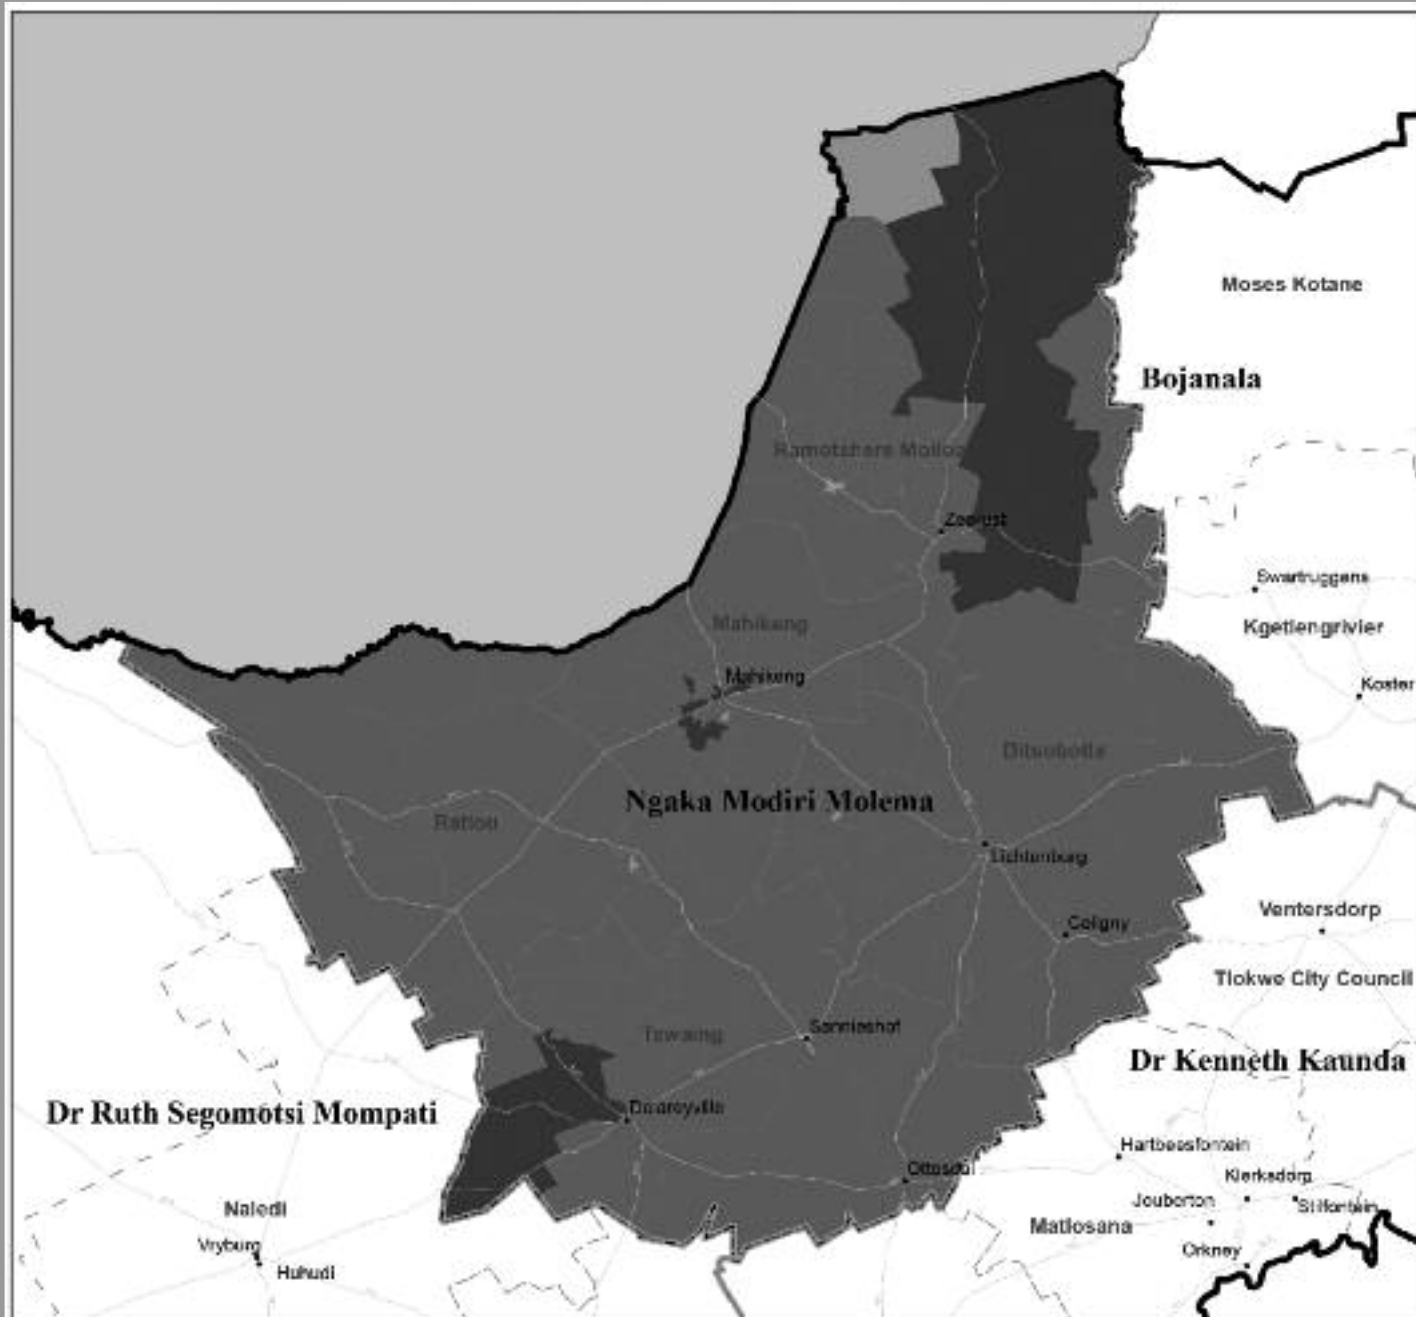 Moses Kotane
Bojanala
Ramotshere Moiloa
Zeerust
Swartruggens
Mahikeng
Kgetlengrivier
Mahikeng
Koster
Ditsobotla
Ngaka Modiri Molema
Ratlou
Lichtenburg
Ventersdorp
Coligny
Tlokwe City Council
Sannieshof
Tswaing
Dr Kenneth Kaunda
Dr Ruth Segomotsi Mompati
Delareyville
Hartbeesfontein
Ottosdal
Klerksdorp
Jouberton
Stilfontein
Naledi
Matlosana
Vryburg
Orkney
Huhudi